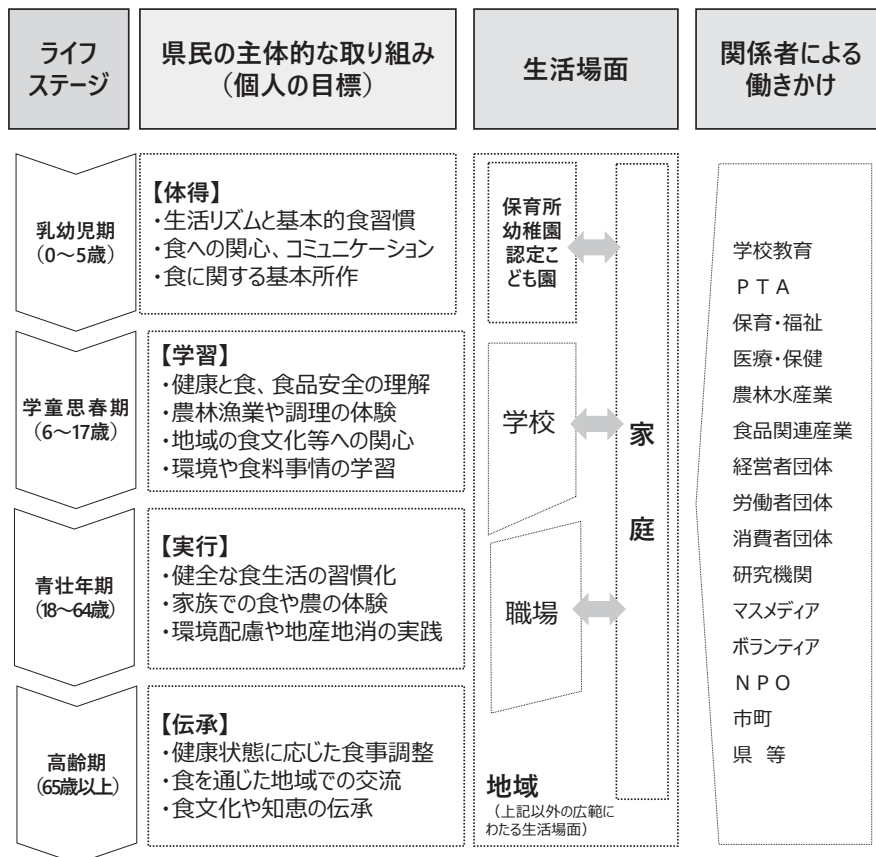 ライフ
ステージ
県民の主体的な取り組み
（個人の目標）
生活場面
関係者による
働きかけ
乳幼児期
（0～5歳）
【体得】
・生活リズムと基本的食習慣
・食への関心、コミュニケーション
・食に関する基本所作
学童思春期
（6～17歳）
【学習】
・健康と食、食品安全の理解
・農林漁業や調理の体験
・地域の食文化等への関心
・環境や食料事情の学習
青壮年期
（18～64歳）
【実行】
・健全な食生活の習慣化
・家族での食や農の体験
・環境配慮や地産地消の実践
高齢期
（65歳以上）
【伝承】
・健康状態に応じた食事調整
・食を通じた地域での交流
・食文化や知恵の伝承
保育所
幼稚園
認定こ
ども園
学校
職場
家
庭
地域
（上記以外の広範に
わたる生活場面）
学校教育
ＰＴＡ
保育・福祉
医療・保健
農林水産業
食品関連産業
経営者団体
労働者団体
消費者団体
研究機関
マスメディア
ボランティア
ＮＰＯ
市町
県 等